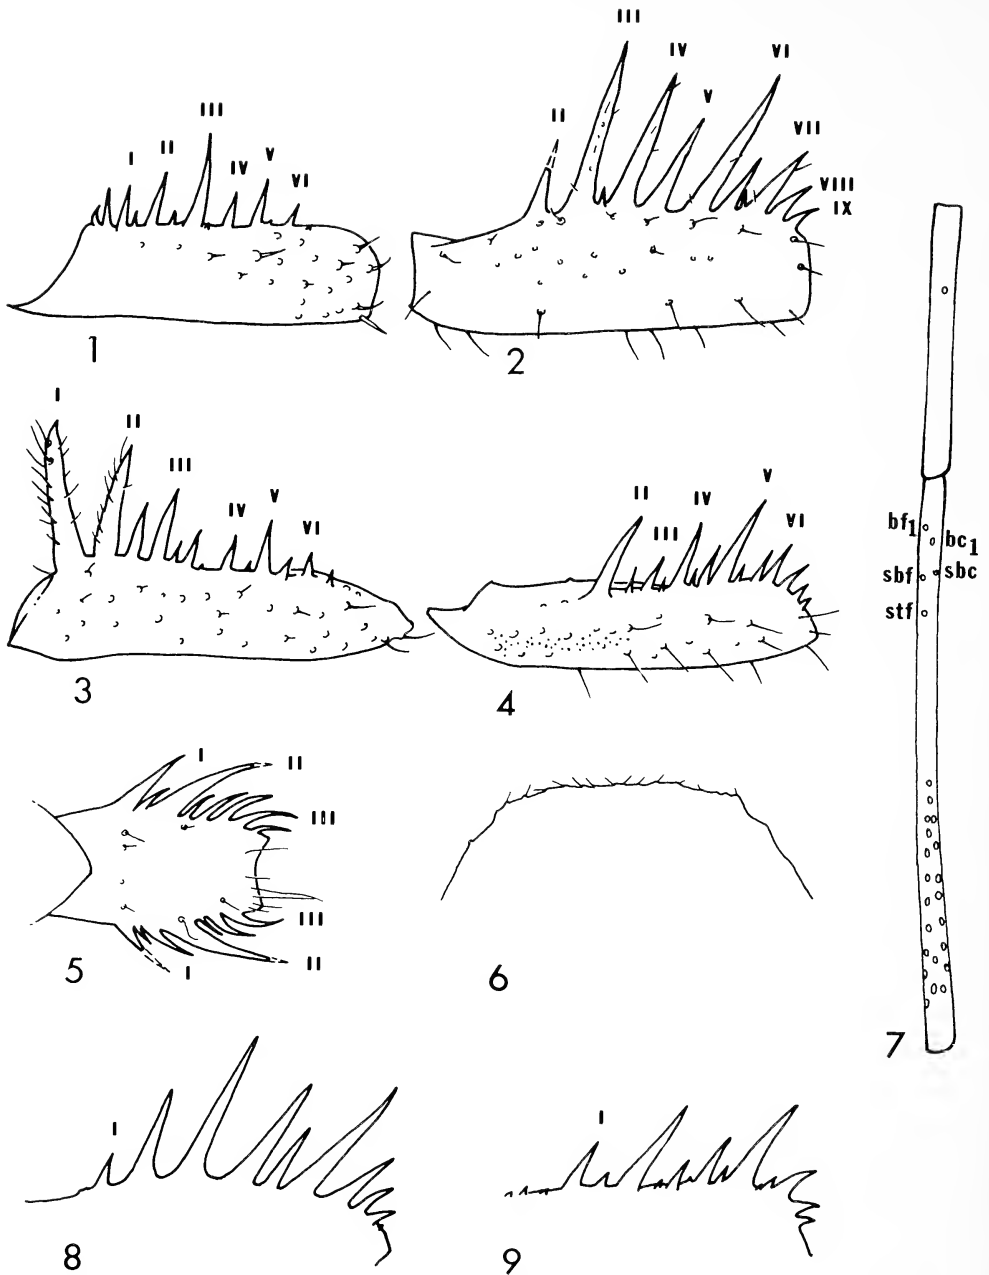 I II III IV V VI
1
II III IV V VI VII VIII IX
2
I II III IV V VI
3
II III IV V VI
4
I II III
III II I
5
6
bf1 bc1
sbf sbc
stf
7
I
8
I
9